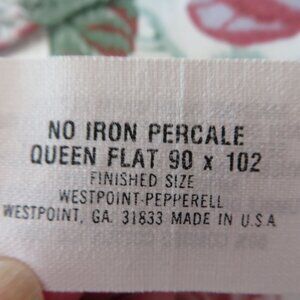 NO IRON PERCALE
QUEEN FLAT 90 x 102
FINISHED SIZE
WESTPOINT-PEPPERELL
WESTPOINT, GA. 31833 MADE IN U.S.A